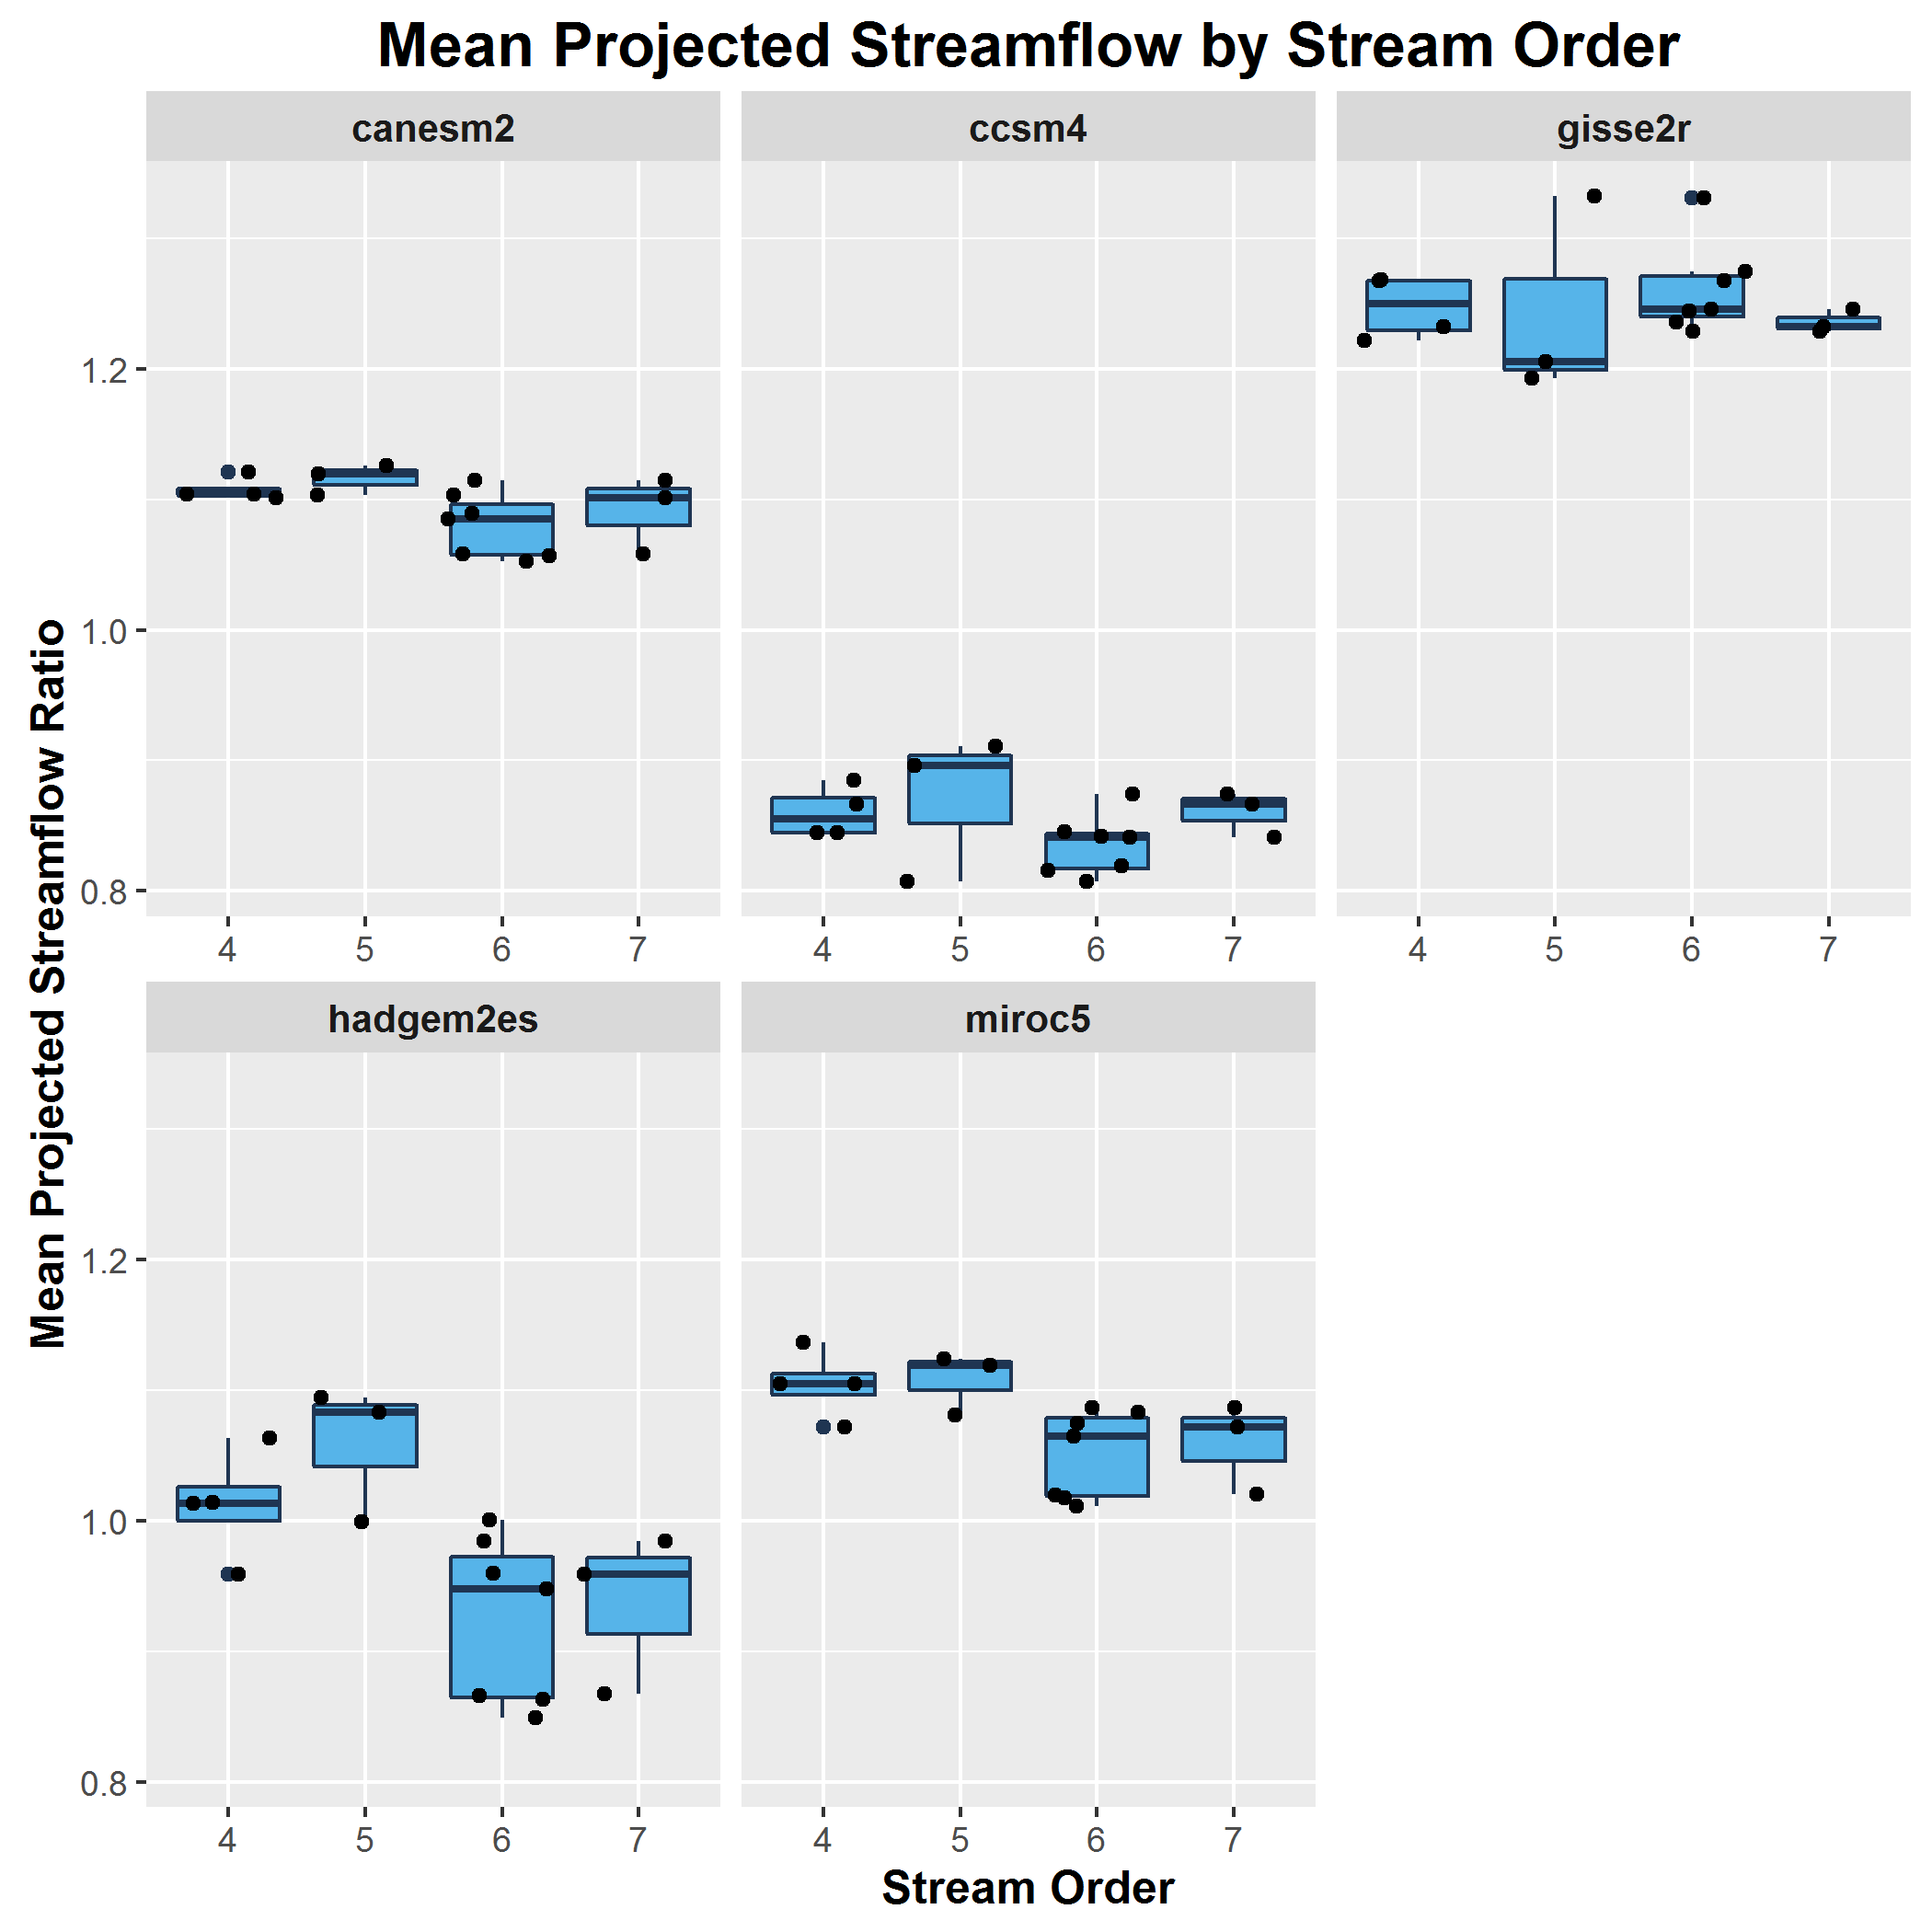 Mean Projected Streamflow by Stream Order
canesm2
ccsm4
gisse2r
1.2
1.0
0.8
4 5 6 7
4 5 6 7
4 5 6 7
Mean Projected Streamflow Ratio
hadgem2es
miroc5
1.2
1.0
0.8
4 5 6 7
4 5 6 7
Stream Order